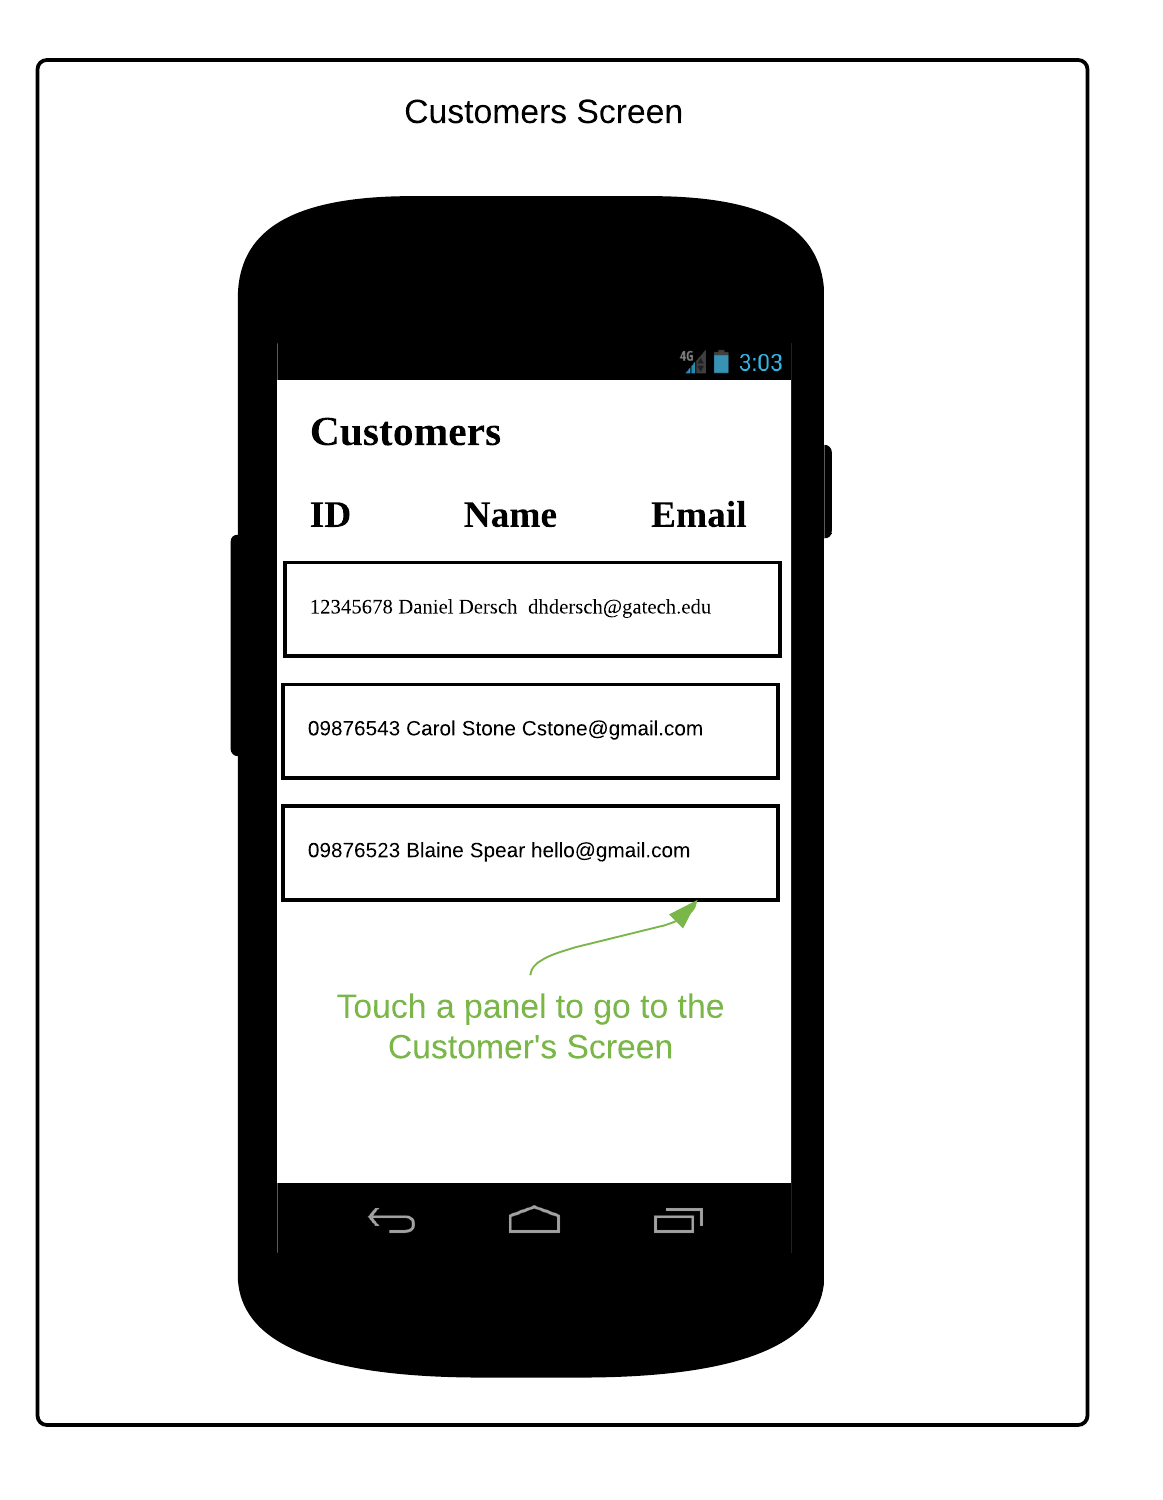 Customers Screen
4G 3:03
Customers
ID Name Email
12345678 Daniel Dersch  dhdersch@gatech.edu
09876543 Carol Stone Cstone@gmail.com
09876523 Blaine Spear hello@gmail.com
Touch a panel to go to the
Customer's Screen